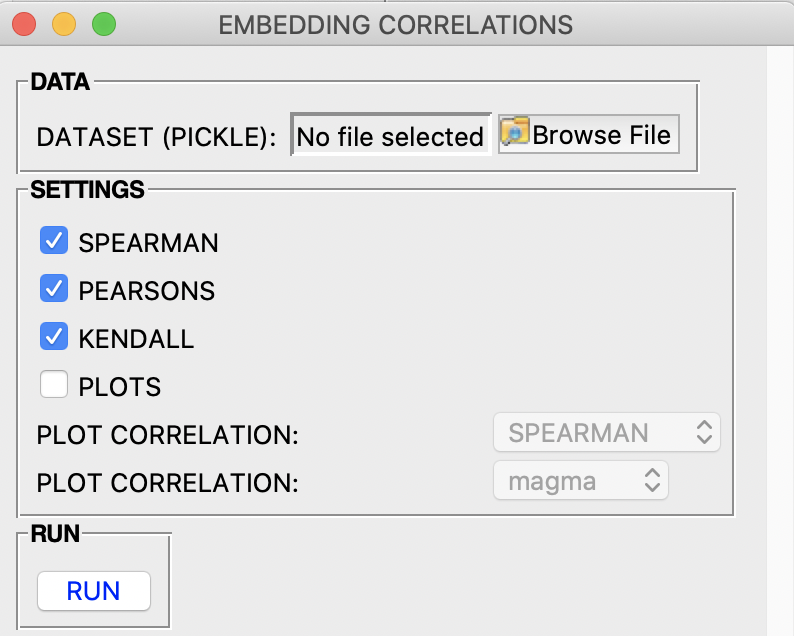 EMBEDDING CORRELATIONS
DATA
DATASET (PICKLE): No file selected Browse File
SETTINGS
SPEARMAN
PEARSONS
KENDALL
PLOTS
PLOT CORRELATION: SPEARMAN
PLOT CORRELATION: magma
RUN
RUN